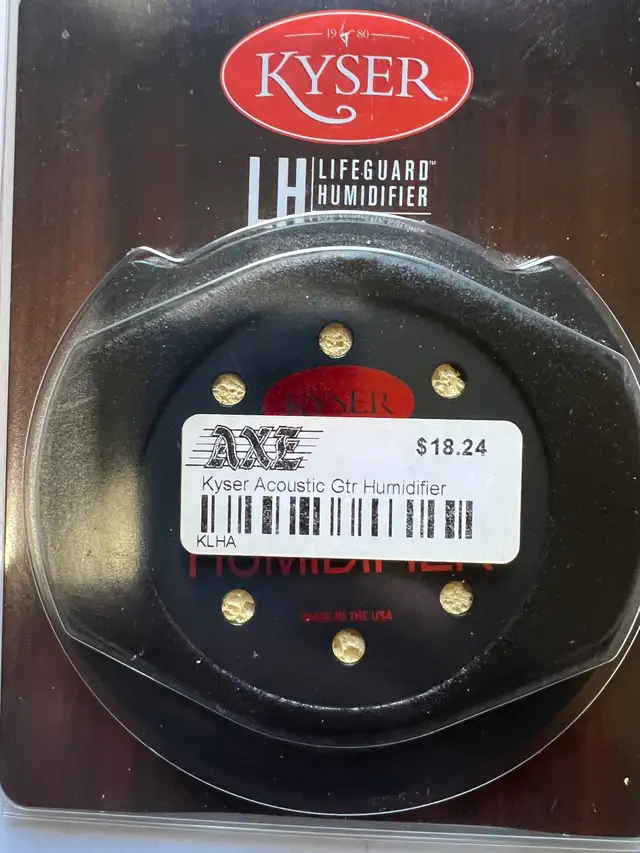 19 80
KYSER
LH LIFEGUARD™
HUMIDIFIER
KYSER
AXE
$18.24
Kyser Acoustic Gtr Humidifier
KLHA
HUMIDIFIER
MADE IN THE USA